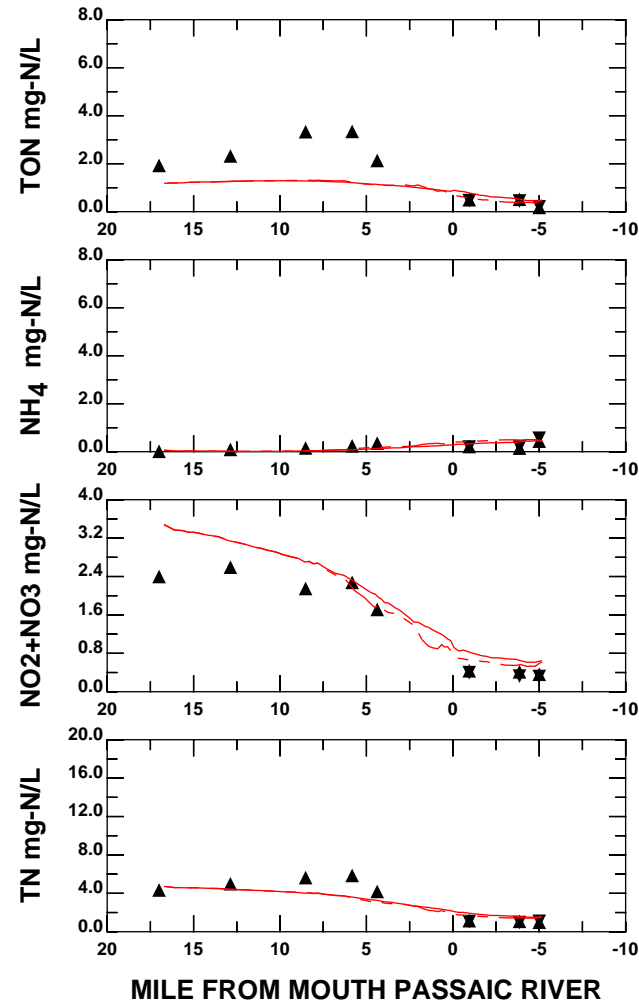 TON mg-N/L
8.0
6.0
4.0
2.0
0.0
20 15 10 5 0 -5 -10
NH4 mg-N/L
8.0
6.0
4.0
2.0
0.0
20 15 10 5 0 -5 -10
NO2+NO3 mg-N/L
4.0
3.2
2.4
1.6
0.8
0.0
20 15 10 5 0 -5 -10
TN mg-N/L
20.0
16.0
12.0
8.0
4.0
0.0
20 15 10 5 0 -5 -10
MILE FROM MOUTH PASSAIC RIVER